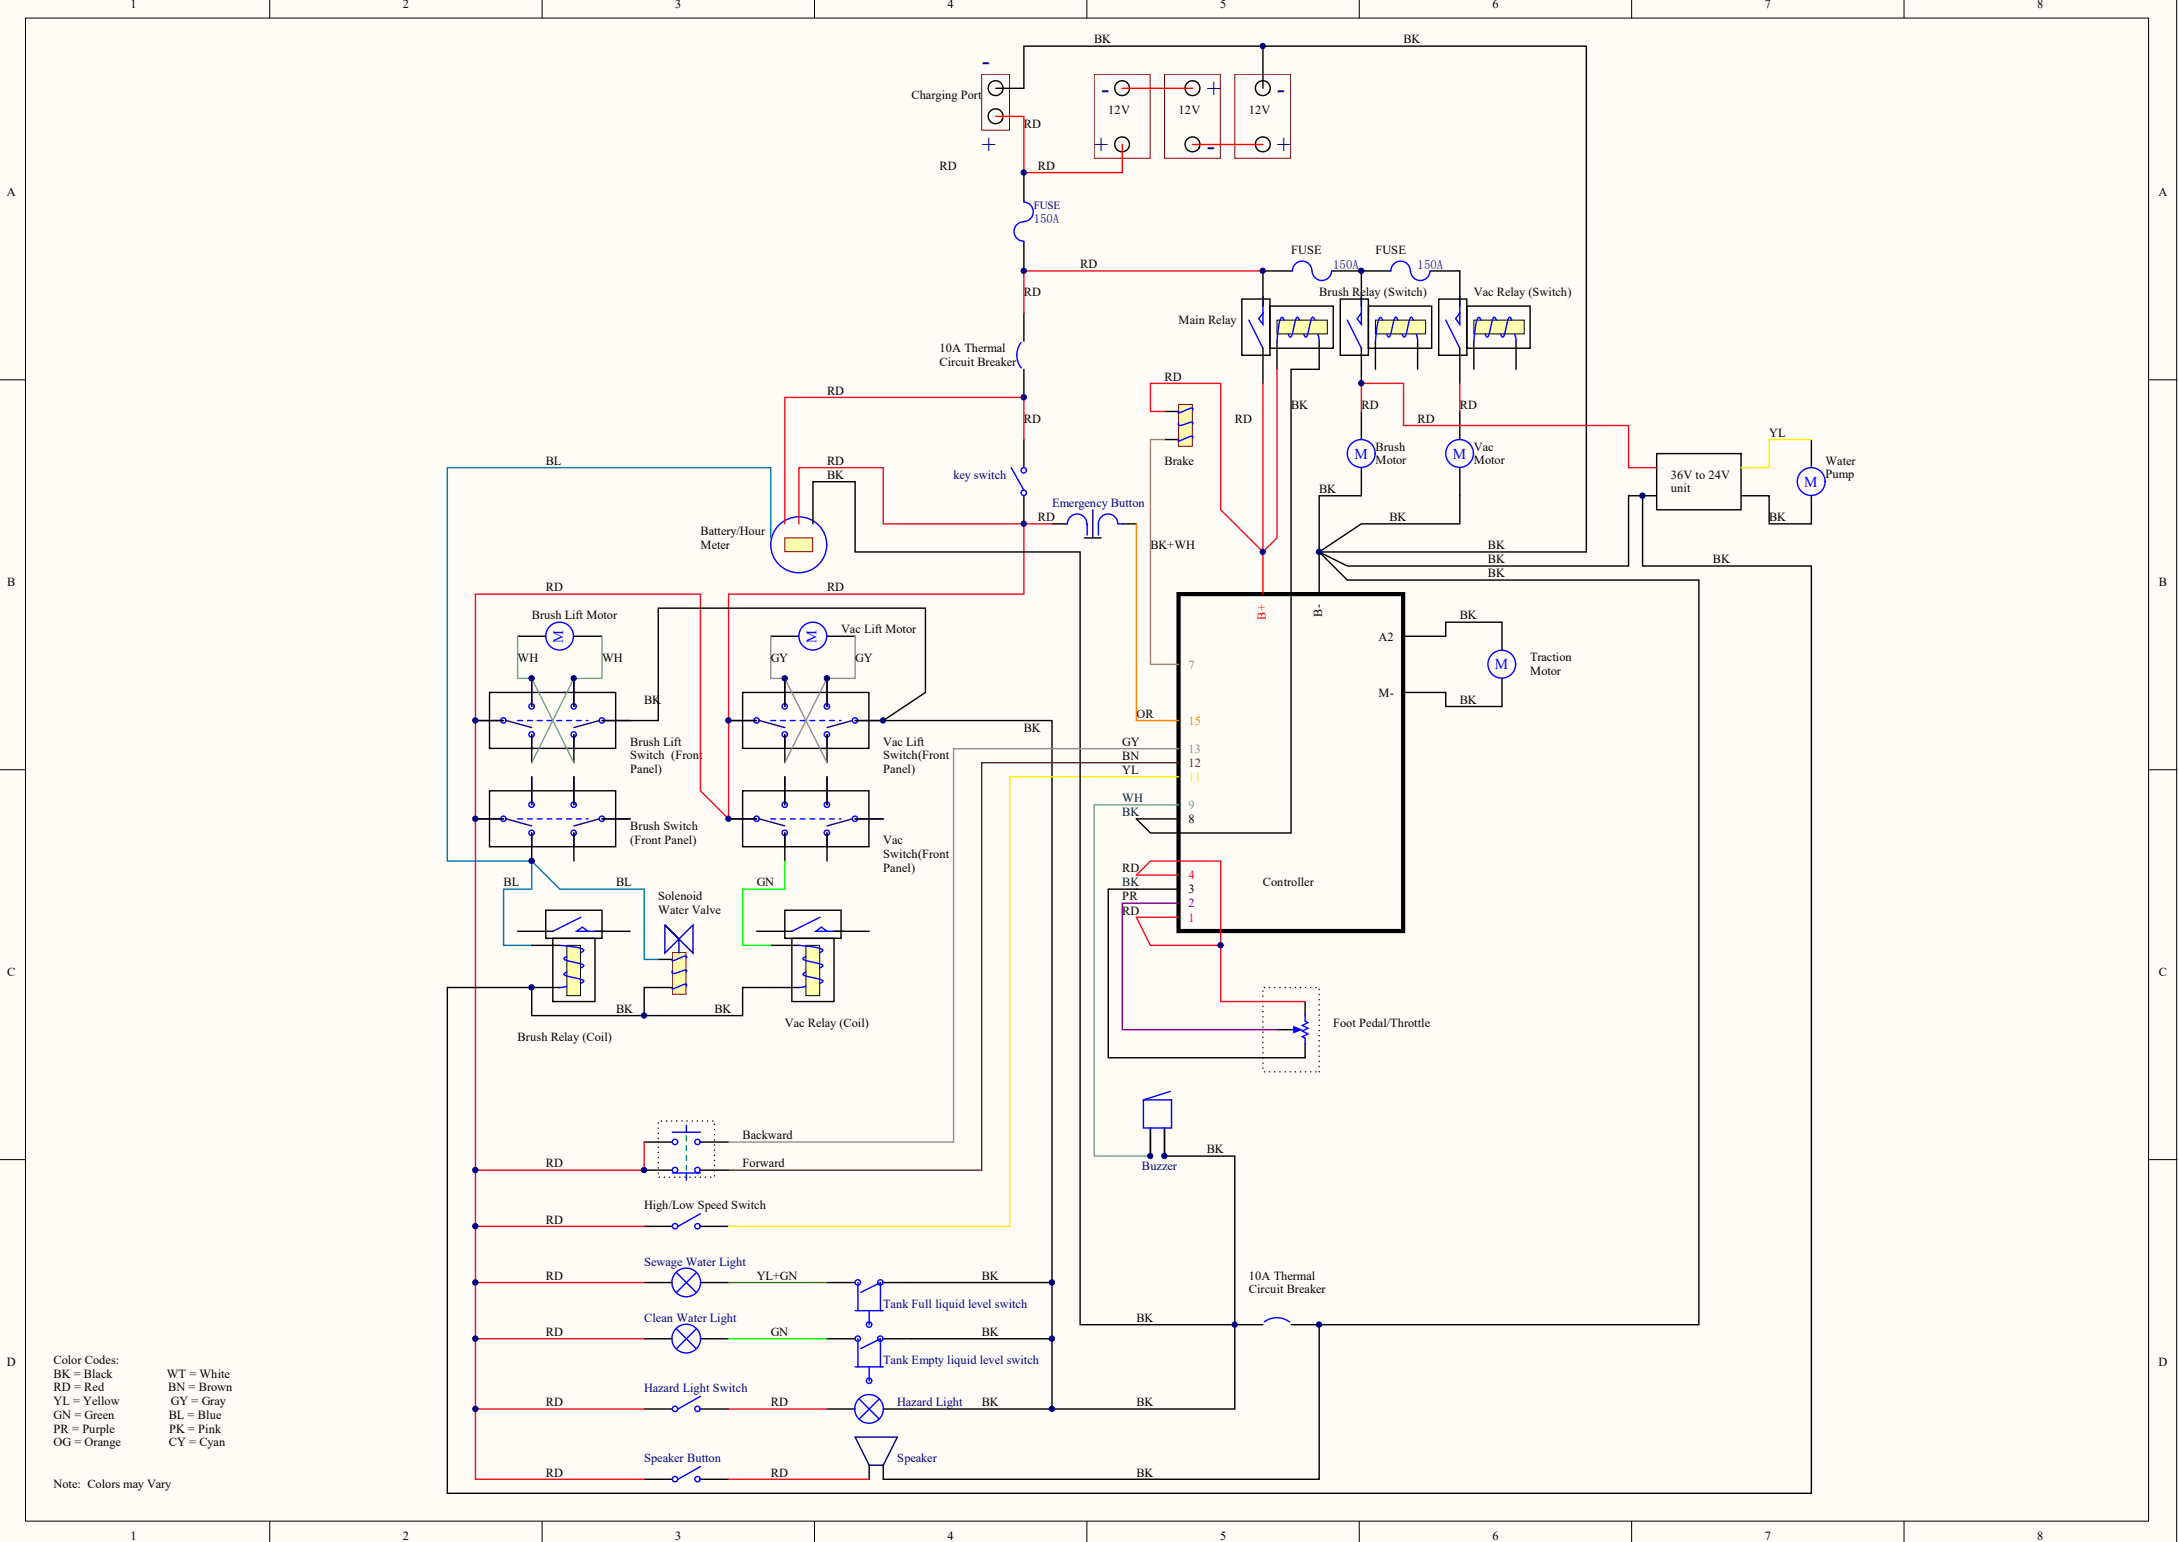 1 2 3 4 5 6 7 8
BK BK
-
Charging Port
+
RD
RD RD
- + -
12V 12V 12V
+ - +
A A
FUSE
150A
RD
FUSE 150A FUSE 150A
RD
Brush Relay (Switch) Vac Relay (Switch)
Main Relay
10A Thermal
Circuit Breaker
RD RD
RD RD BK RD RD
RD
Brake
BL RD
BK
key switch
Brush
Motor
Vac
Motor
YL
Water
Pump
36V to 24V
unit
BK
BK
Emergency Button
RD
BK
Battery/Hour
Meter
BK+WH
BK
BK
BK
BK
B B
RD RD
B+ B-
Brush Lift Motor
Vac Lift Motor
M M M M M M
WH WH GY GY
BK
A2 BK
Traction
Motor
M- BK
7
OR 15
BK
GY 13
BN 12
YL 11
Brush Lift
Switch (Front
Panel)
Vac Lift
Switch(Front
Panel)
WH 9
BK 8
Brush Switch
(Front Panel)
Vac
Switch(Front
Panel)
RD 4
BK 3
PR 2
RD 1
Controller
BL BL GN
Solenoid
Water Valve
C C
BK BK
Brush Relay (Coil)
Vac Relay (Coil)
Foot Pedal/Throttle
Backward
RD Forward
Buzzer
BK
High/Low Speed Switch
RD
Sewage Water Light
RD YL+GN BK
Tank Full liquid level switch
10A Thermal
Circuit Breaker
BK
Clean Water Light
RD GN BK
Tank Empty liquid level switch
D D
Hazard Light Switch
RD RD Hazard Light BK BK
Speaker Button
RD RD Speaker BK
Color Codes:
BK = Black WT = White
RD = Red BN = Brown
YL = Yellow GY = Gray
GN = Green BL = Blue
PR = Purple PK = Pink
OG = Orange CY = Cyan
Note: Colors may Vary
1 2 3 4 5 6 7 8